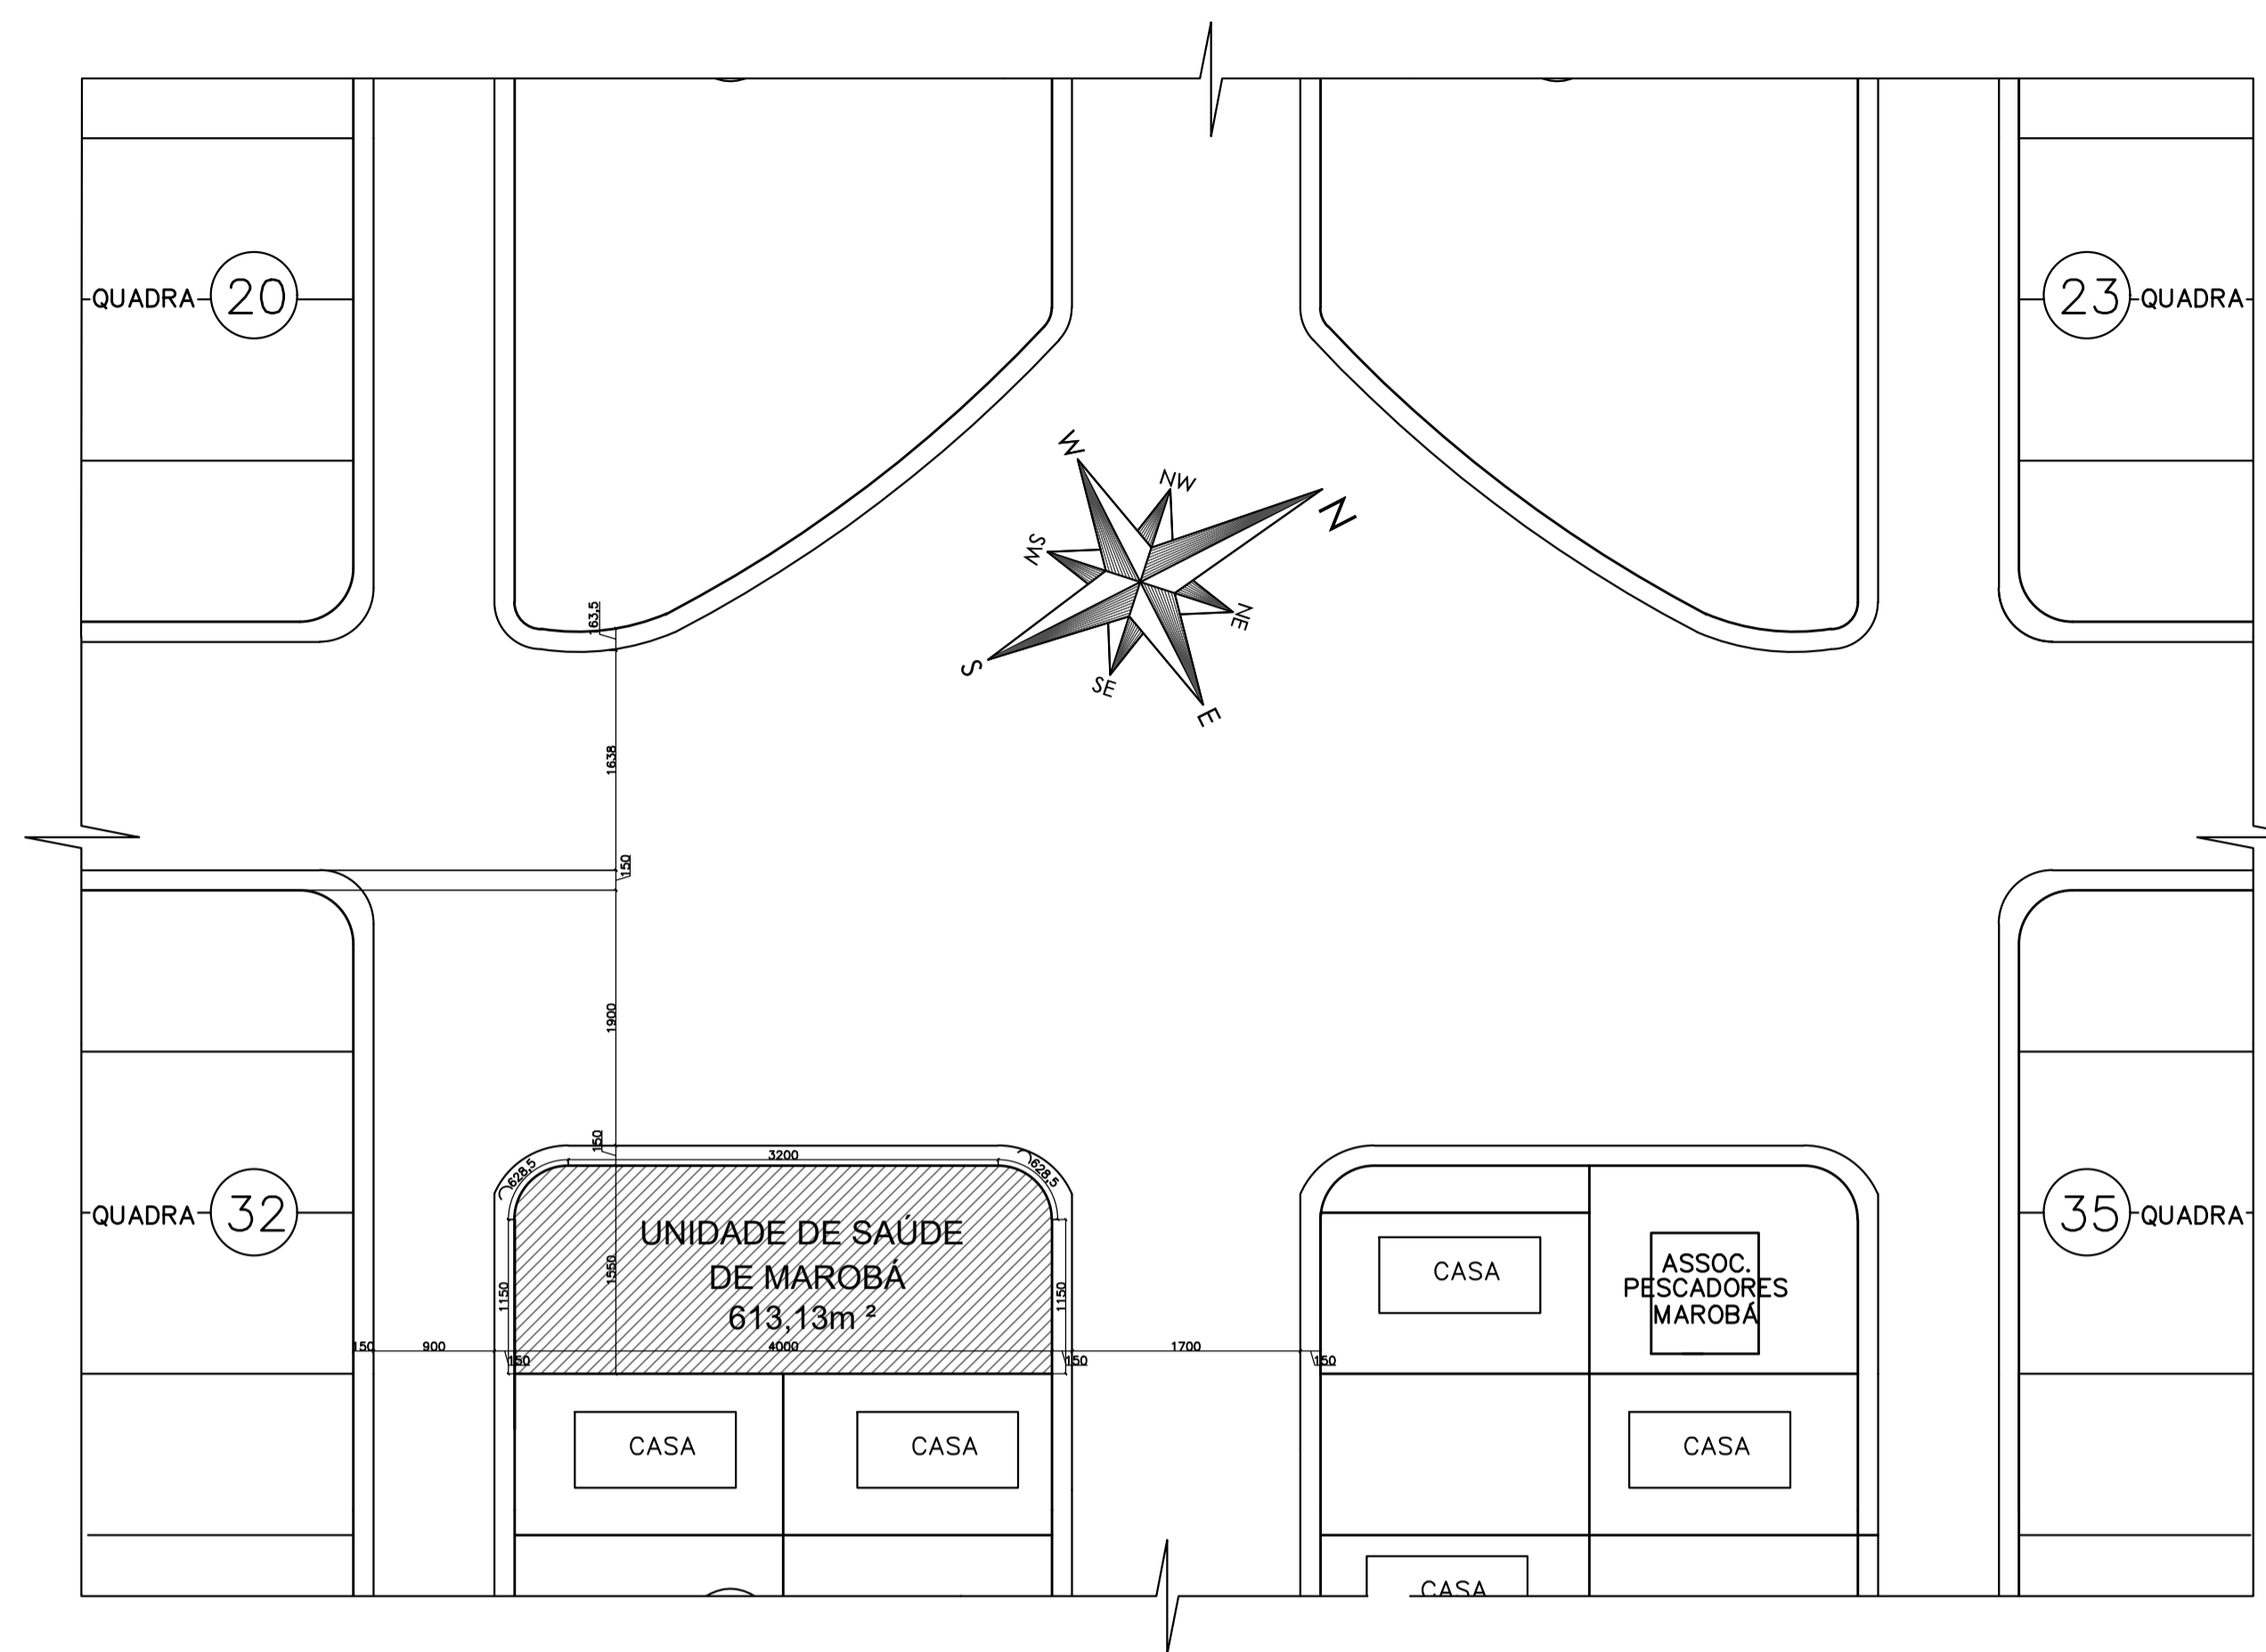 QUADRA 20
23 QUADRA
W
NW
N
SW
NE
S
SE
E
163,5
1638
150
1900
150
3200
628,5
628,5
QUADRA 32
35 QUADRA
UNIDADE DE SAÚDE
DE MAROBÁ
613,13m ²
1150
1550
1150
CASA
ASSOC.
PESCADORES
MAROBÁ
150
900
150
4000
150
1700
150
CASA
CASA
CASA
CASA